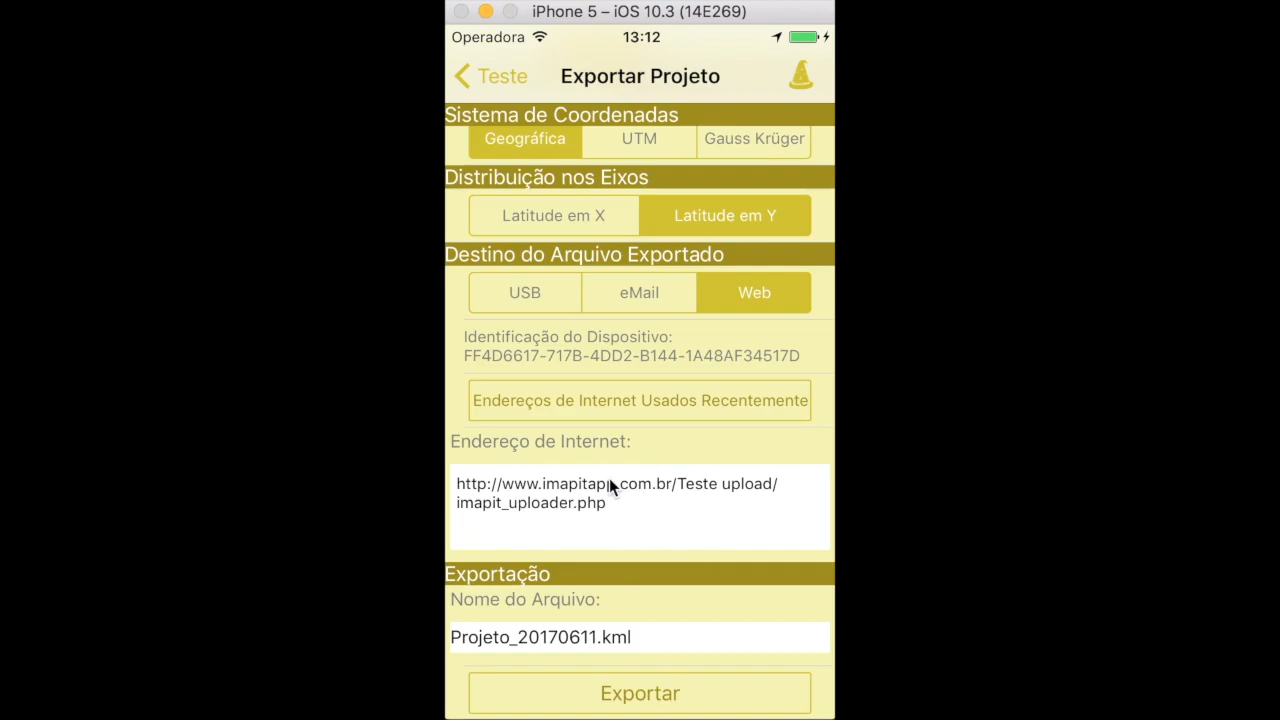 iPhone 5 – iOS 10.3 (14E269)
Operadora 13:12
Teste Exportar Projeto
Sistema de Coordenadas
Geográfica UTM Gauss Krüger
Distribuição nos Eixos
Latitude em X Latitude em Y
Destino do Arquivo Exportado
USB eMail Web
Identificação do Dispositivo:
FF4D6617-717B-4DD2-B144-1A48AF34517D
Endereços de Internet Usados Recentemente
Endereço de Internet:
http://www.imapitapp.com.br/Teste upload/
imapit_uploader.php
Exportação
Nome do Arquivo:
Projeto_20170611.kml
Exportar